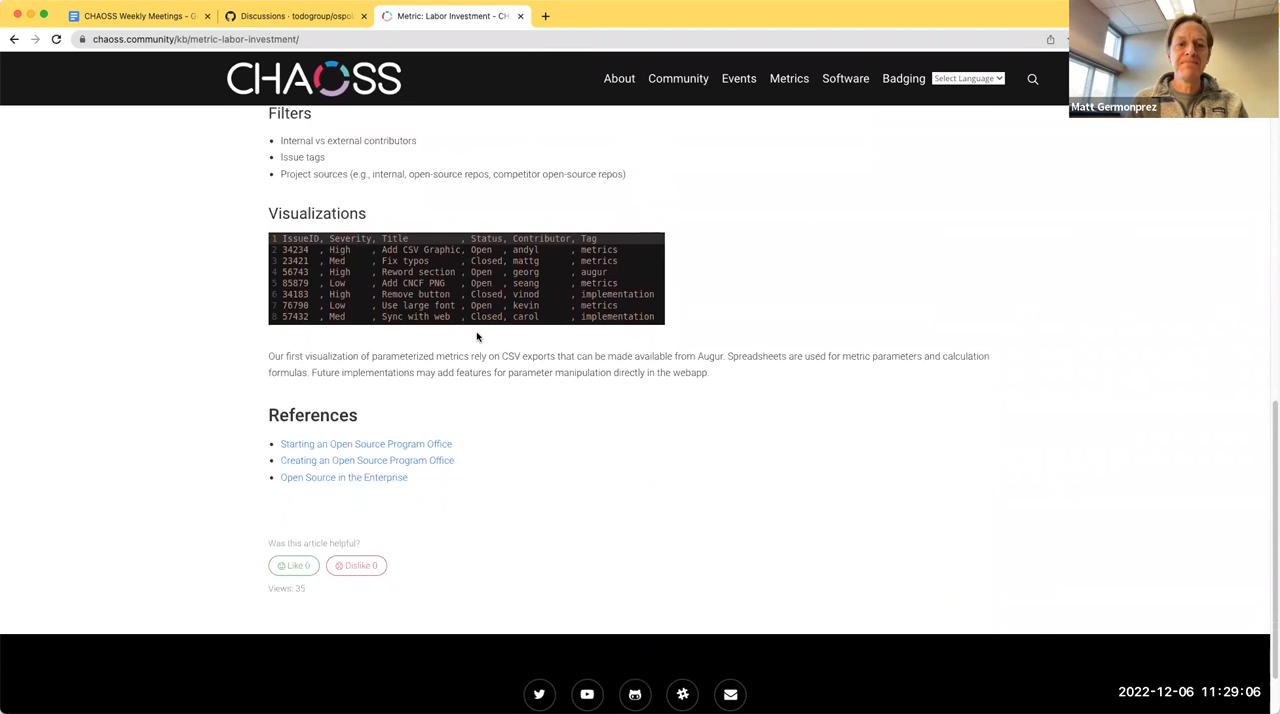 CHAOSS Weekly Meetings - G
Discussions · todogroup/ospol
Metric: Labor Investment - CH
chaoss.community/kb/metric-labor-investment/
CHAOSS
About Community Events Metrics Software Badging Select Language
Matt Germonprez
Filters
Internal vs external contributors
Issue tags
Project sources (e.g., internal, open-source repos, competitor open-source repos)
Visualizations
1 IssueID, Severity, Title , Status, Contributor, Tag
2 34234 , High , Add CSV Graphic, Open , andyl , metrics
3 23421 , Med , Fix typos , Closed, mattg , metrics
4 56743 , High , Reword section , Open , georg , augur
5 85879 , Low , Add CNCF PNG , Open , seang , metrics
6 34183 , High , Remove button , Closed, vinod , implementation
7 76790 , Low , Use large font , Open , kevin , metrics
8 57432 , Med , Sync with web , Closed, carol , implementation
Our first visualization of parameterized metrics rely on CSV exports that can be made available from Augur. Spreadsheets are used for metric parameters and calculation
formulas. Future implementations may add features for parameter manipulation directly in the webapp.
References
Starting an Open Source Program Office
Creating an Open Source Program Office
Open Source in the Enterprise
Was this article helpful?
Like 0 Dislike 0
Views: 35
2022-12-06 11:29:06